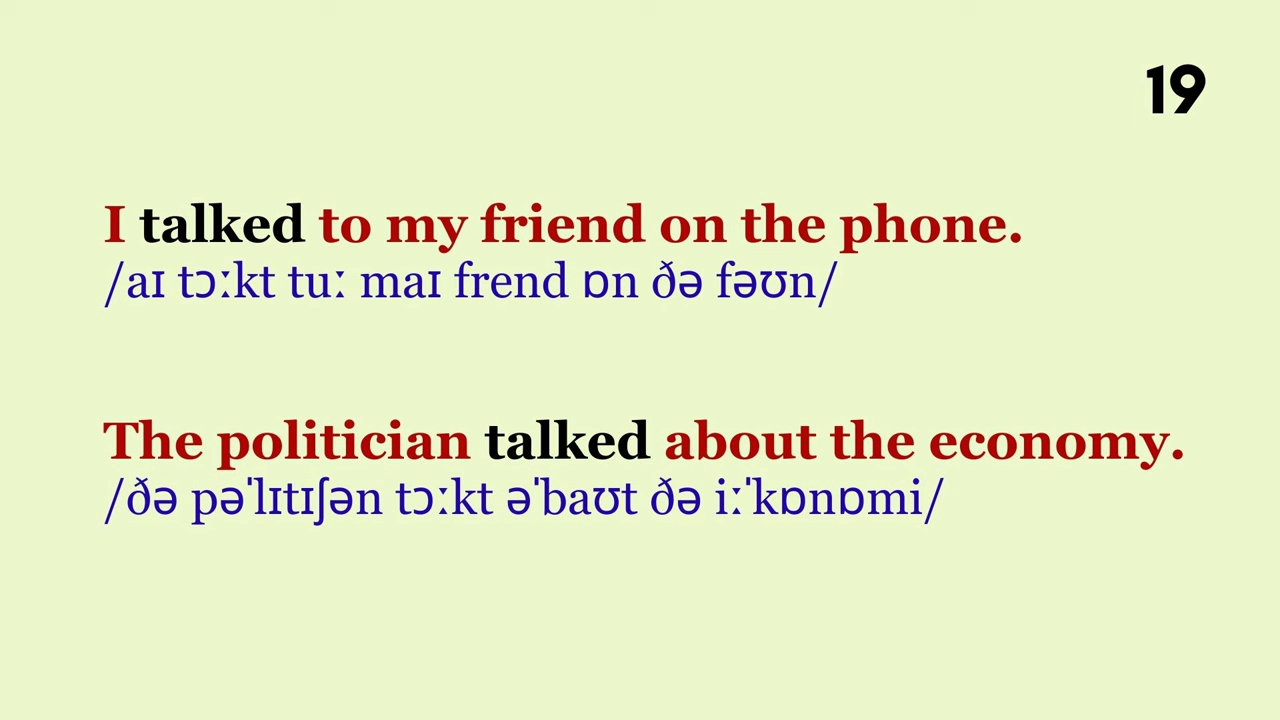 19
I talked to my friend on the phone.
/aɪ tɔːkt tuː maɪ frend ɒn ðə fəʊn/
The politician talked about the economy.
/ðə pəˈlɪtɪʃən tɔːkt əˈbaʊt ðə iːˈkɒnɒmi/